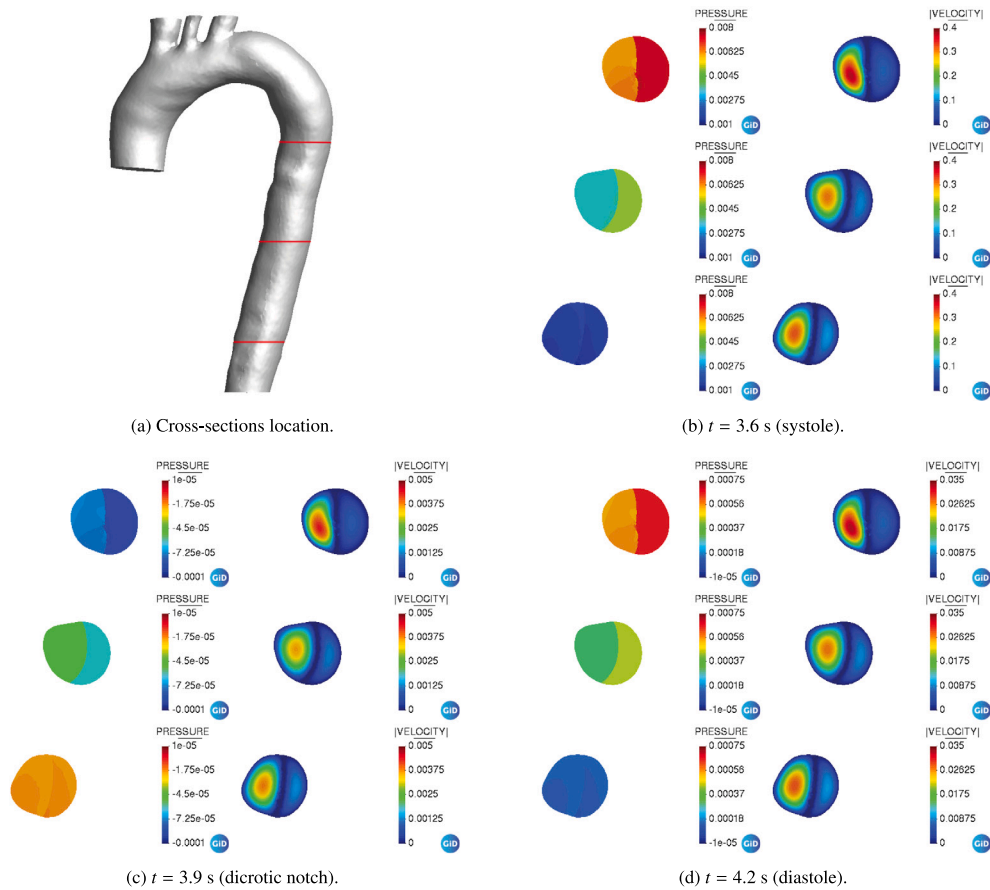 PRESSURE
0.008
0.00625
0.0045
0.00275
0.001
GiD
|VELOCITY|
0.4
0.3
0.2
0.1
0
GiD
PRESSURE
0.008
0.00625
0.0045
0.00275
0.001
GiD
|VELOCITY|
0.4
0.3
0.2
0.1
0
GiD
PRESSURE
0.008
0.00625
0.0045
0.00275
0.001
GiD
|VELOCITY|
0.4
0.3
0.2
0.1
0
GiD
(a) Cross-sections location.
(b) t = 3.6 s (systole).
PRESSURE
1e-05
-1.75e-05
-4.5e-05
-7.25e-05
-0.0001
GiD
|VELOCITY|
0.005
0.00375
0.0025
0.00125
0
GiD
PRESSURE
1e-05
-1.75e-05
-4.5e-05
-7.25e-05
-0.0001
GiD
|VELOCITY|
0.005
0.00375
0.0025
0.00125
0
GiD
PRESSURE
1e-05
-1.75e-05
-4.5e-05
-7.25e-05
-0.0001
GiD
|VELOCITY|
0.005
0.00375
0.0025
0.00125
0
GiD
(c) t = 3.9 s (dicrotic notch).
PRESSURE
0.00075
0.00056
0.00037
0.00018
-1e-05
GiD
|VELOCITY|
0.035
0.02635
0.0175
0.00875
0
GiD
PRESSURE
0.00075
0.00056
0.00037
0.00018
-1e-05
GiD
|VELOCITY|
0.035
0.02635
0.0175
0.00875
0
GiD
PRESSURE
0.00075
0.00056
0.00037
0.00018
-1e-05
GiD
|VELOCITY|
0.035
0.02635
0.0175
0.00875
0
GiD
(d) t = 4.2 s (diastole).